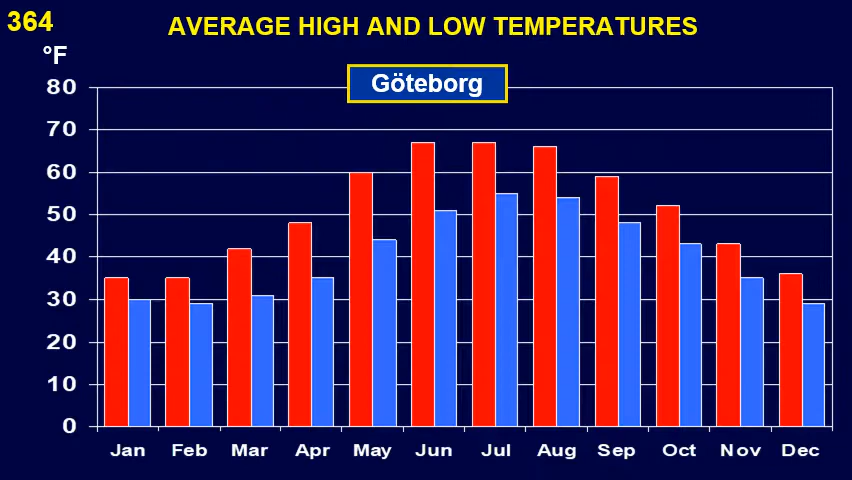 364
AVERAGE HIGH AND LOW TEMPERATURES
°F
Göteborg
80
70
60
50
40
30
20
10
0
Jan Feb Mar Apr May Jun Jul Aug Sep Oct Nov Dec